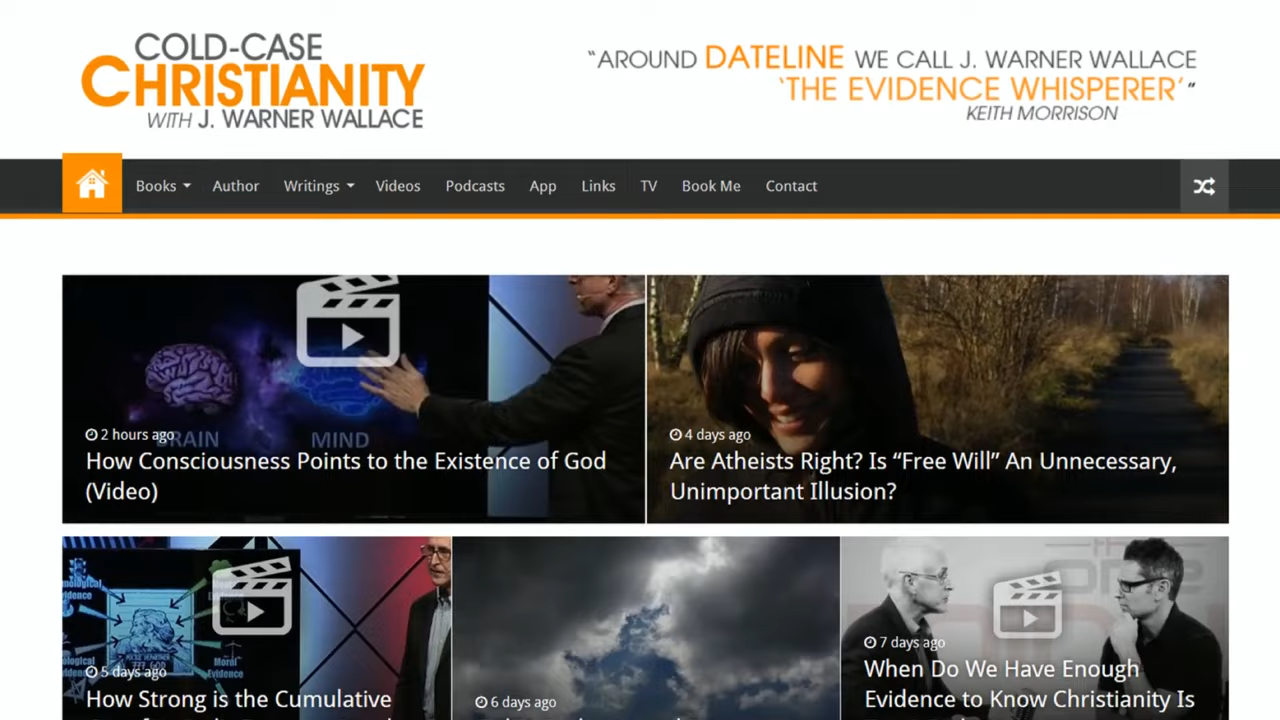 COLD-CASE
CHRISTIANITY
WITH J. WARNER WALLACE
“AROUND DATELINE WE CALL J. WARNER WALLACE
‘THE EVIDENCE WHISPERER’”
KEITH MORRISON
Books Author Writings Videos Podcasts App Links TV Book Me Contact
BRAIN MIND
2 hours ago
How Consciousness Points to the Existence of God
(Video)
4 days ago
Are Atheists Right? Is “Free Will” An Unnecessary,
Unimportant Illusion?
Evidence
Moral
Evidence
5 days ago
How Strong is the Cumulative
6 days ago
7 days ago
When Do We Have Enough
Evidence to Know Christianity Is